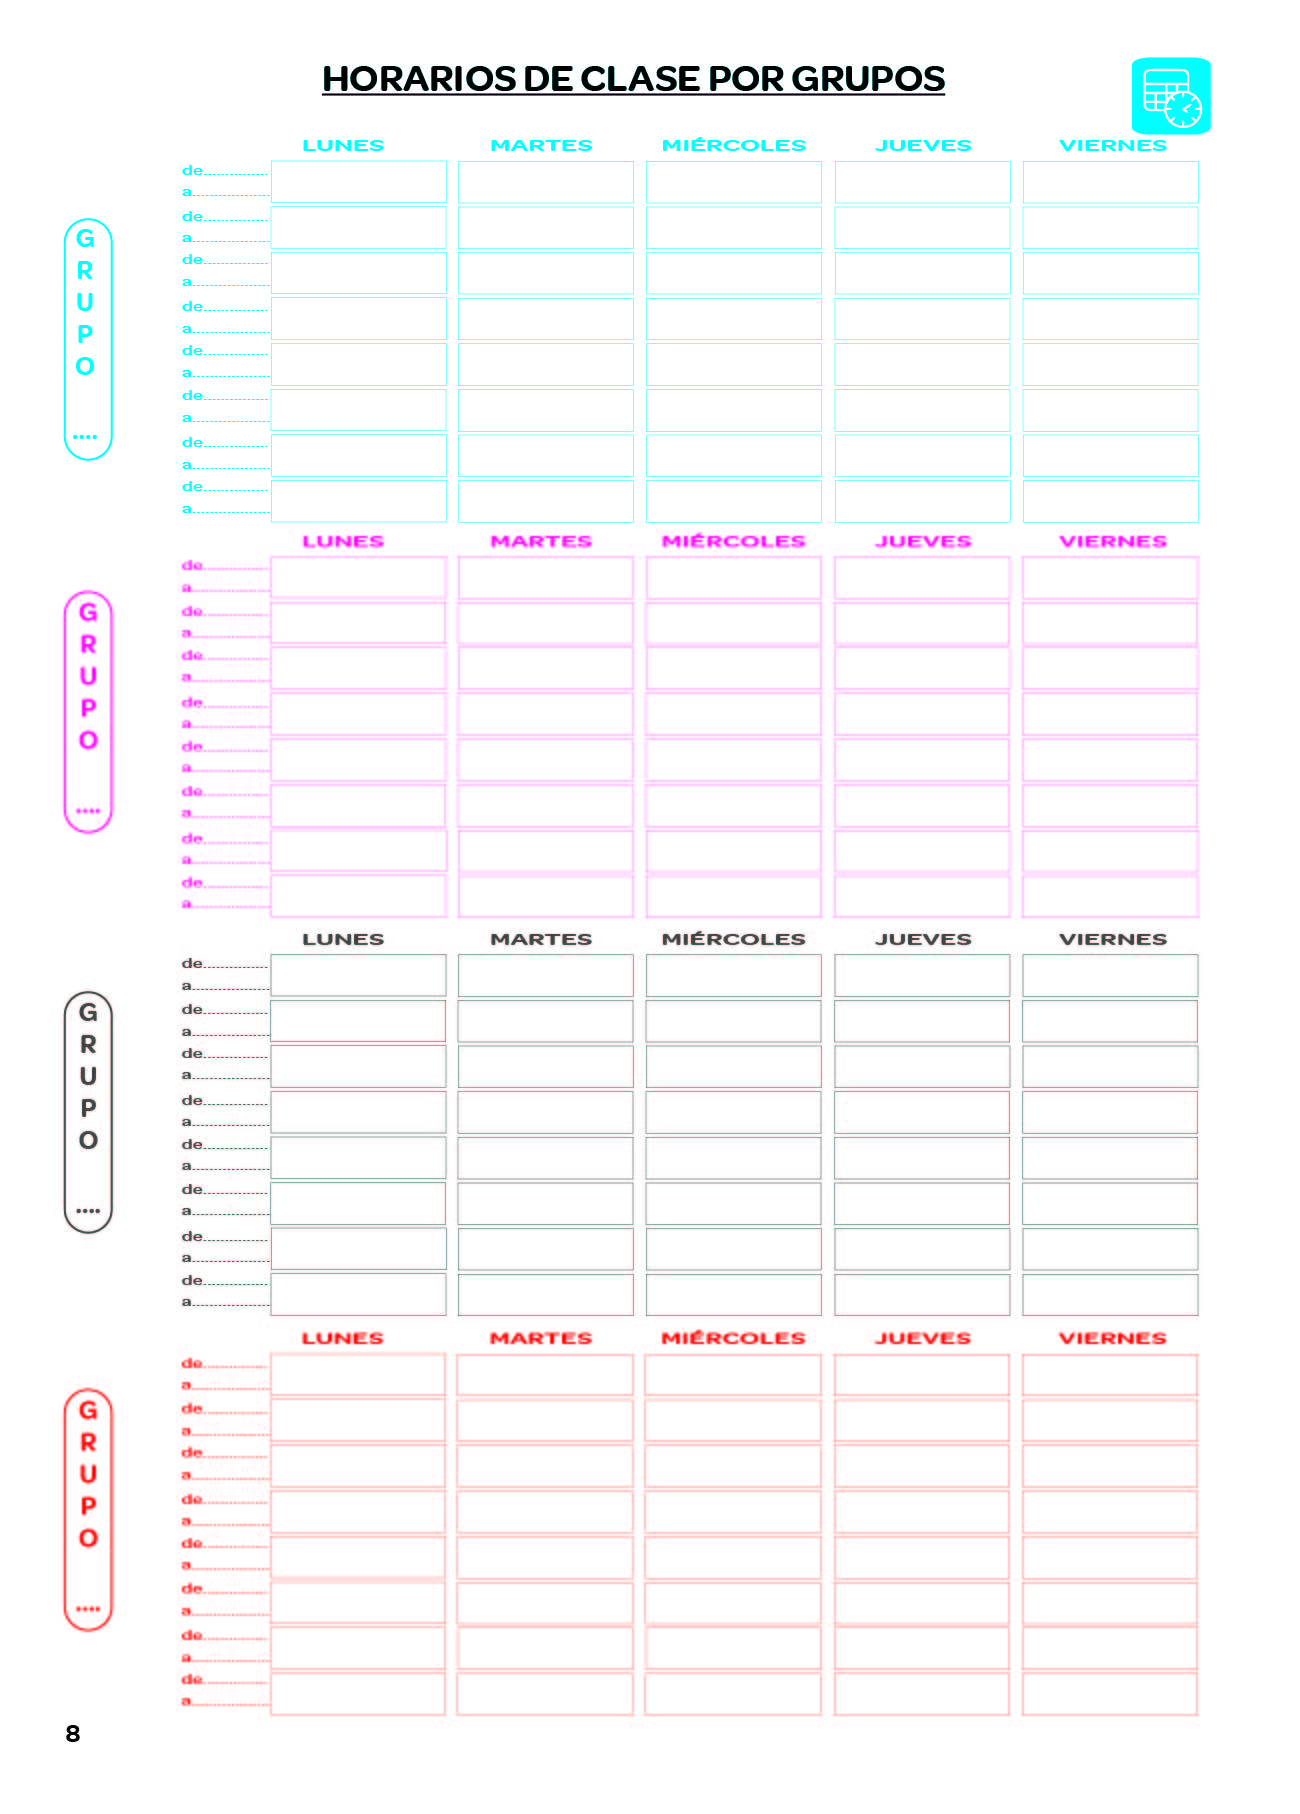 HORARIOS DE CLASE POR GRUPOS
LUNES MARTES MIÉRCOLES JUEVES VIERNES
de
a
de
a
de
a
de
a
de
a
de
a
de
a
de
a
GRUPO ....
LUNES MARTES MIÉRCOLES JUEVES VIERNES
de
a
de
a
de
a
de
a
de
a
de
a
de
a
de
a
GRUPO ....
LUNES MARTES MIÉRCOLES JUEVES VIERNES
de
a
de
a
de
a
de
a
de
a
de
a
de
a
de
a
GRUPO ....
LUNES MARTES MIÉRCOLES JUEVES VIERNES
de
a
de
a
de
a
de
a
de
a
de
a
de
a
de
a
GRUPO ....
8